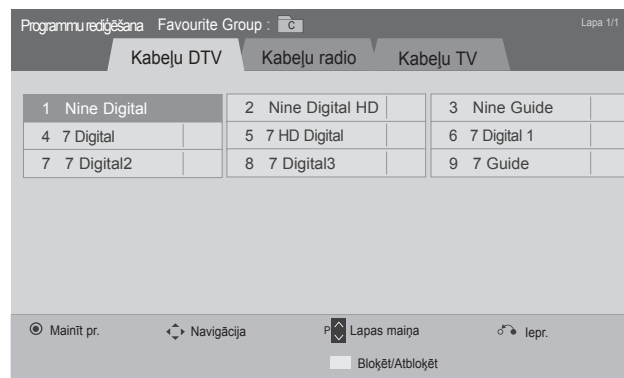 Programmu rediģēšana Favourite Group : C Lapa 1/1
Kabeļu DTV Kabeļu radio Kabeļu TV
1 Nine Digital 2 Nine Digital HD 3 Nine Guide
4 7 Digital 5 7 HD Digital 6 7 Digital 1
7 7 Digital2 8 7 Digital3 9 7 Guide
Mainīt pr. Navigācija P Lapas maiņa Iepr.
Bloķēt/Atbloķēt